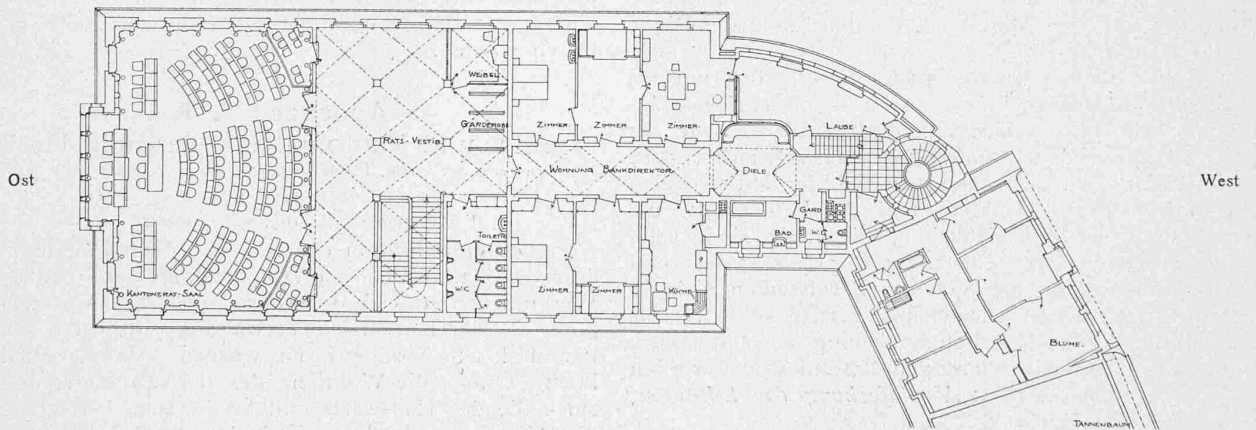 Ost
West
KANTONSRAT-SAAL
RATS-VESTIB.
WEIBEL
GARDEROBE
TOILETTE
W.C.
ZIMMER.
ZIMMER.
ZIMMER.
WOHNUNG BANKDIREKTOR
ZIMMER
ZIMMER
KÜCHE
LAUBE
DIELE
GARD
BAD.
W.C.
BLUME.
TANNENBAUM